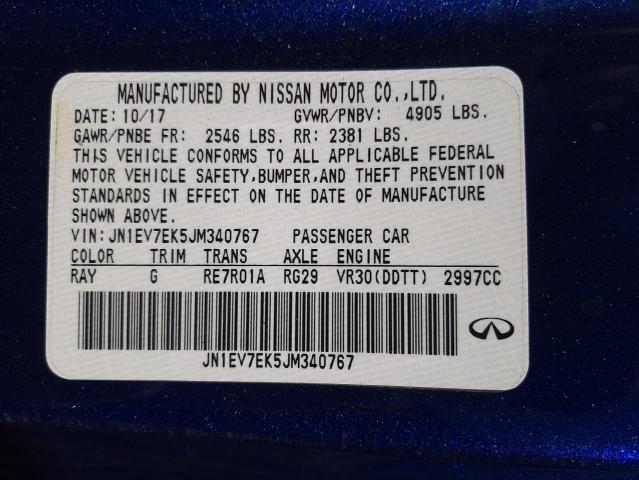 MANUFACTURED BY NISSAN MOTOR CO.,LTD.
DATE: 10/17 GVWR/PNBV: 4905 LBS.
GAWR/PNBE FR: 2546 LBS. RR: 2381 LBS.
THIS VEHICLE CONFORMS TO ALL APPLICABLE FEDERAL
MOTOR VEHICLE SAFETY,BUMPER,AND THEFT PREVENTION
STANDARDS IN EFFECT ON THE DATE OF MANUFACTURE
SHOWN ABOVE.
VIN:JN1EV7EK5JM340767 PASSENGER CAR
COLOR TRIM TRANS AXLE ENGINE
RAY G RE7R01A RG29 VR30(DDTT) 2997CC
JN1EV7EK5JM340767